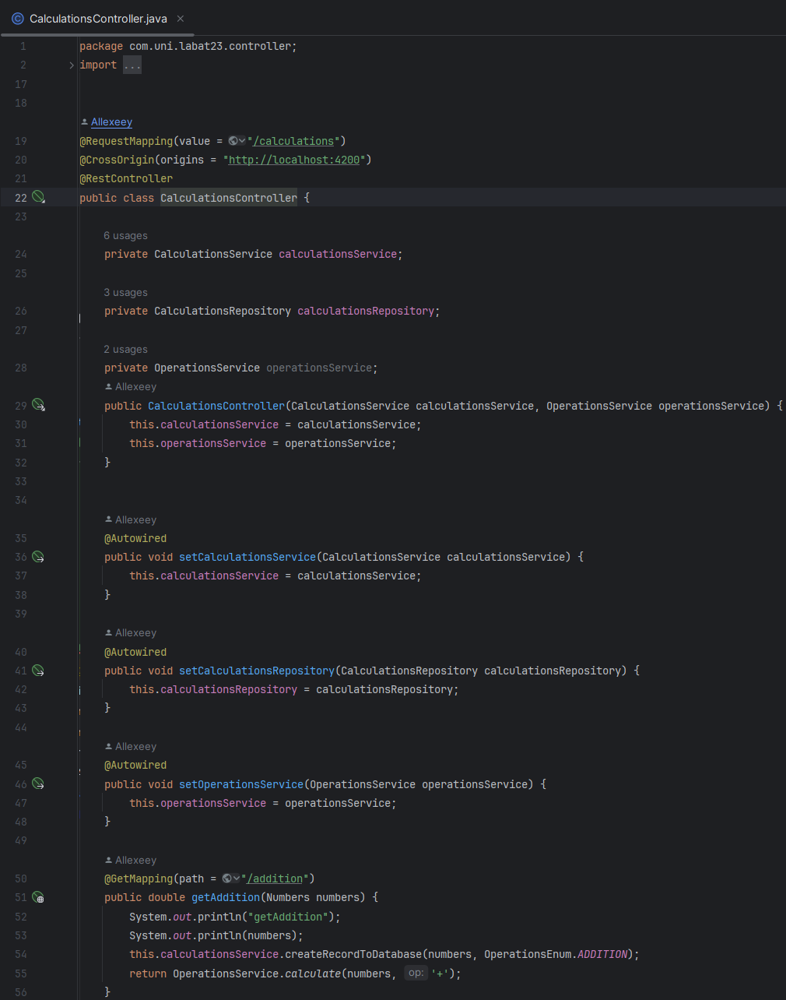 CalculationsController.java
1 package com.uni.labat23.controller;
2 import ...
17
18
Allexeey
19 @RequestMapping(value = "/calculations")
20 @CrossOrigin(origins = "http://localhost:4200")
21 @RestController
22 public class CalculationsController {
23
6 usages
24 private CalculationsService calculationsService;
25
3 usages
26 private CalculationsRepository calculationsRepository;
27
2 usages
28 private OperationsService operationsService;
Allexeey
29 public CalculationsController(CalculationsService calculationsService, OperationsService operationsService) {
30 this.calculationsService = calculationsService;
31 this.operationsService = operationsService;
32 }
33
34
Allexeey
35 @Autowired
36 public void setCalculationsService(CalculationsService calculationsService) {
37 this.calculationsService = calculationsService;
38 }
39
Allexeey
40 @Autowired
41 public void setCalculationsRepository(CalculationsRepository calculationsRepository) {
42 this.calculationsRepository = calculationsRepository;
43 }
44
Allexeey
45 @Autowired
46 public void setOperationsService(OperationsService operationsService) {
47 this.operationsService = operationsService;
48 }
49
Allexeey
50 @GetMapping(path = "/addition")
51 public double getAddition(Numbers numbers) {
52 System.out.println("getAddition");
53 System.out.println(numbers);
54 this.calculationsService.createRecordToDatabase(numbers, OperationsEnum.ADDITION);
55 return OperationsService.calculate(numbers, op: '+');
56 }